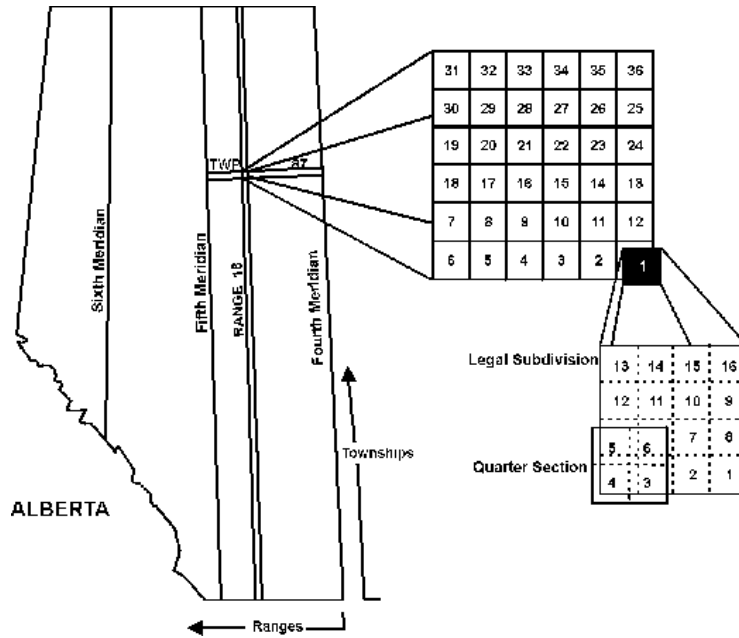 31 32 33 34 35 36
30 29 28 27 26 25
19 20 21 22 23 24
18 17 16 15 14 13
7 8 9 10 11 12
6 5 4 3 2 1
TWP 87
Sixth Meridian
Fifth Meridian
RANGE 18
Fourth Meridian
Legal Subdivision
13 14 15 16
12 11 10 9
5 6 7 8
4 3 2 1
Quarter Section
Townships
ALBERTA
Ranges